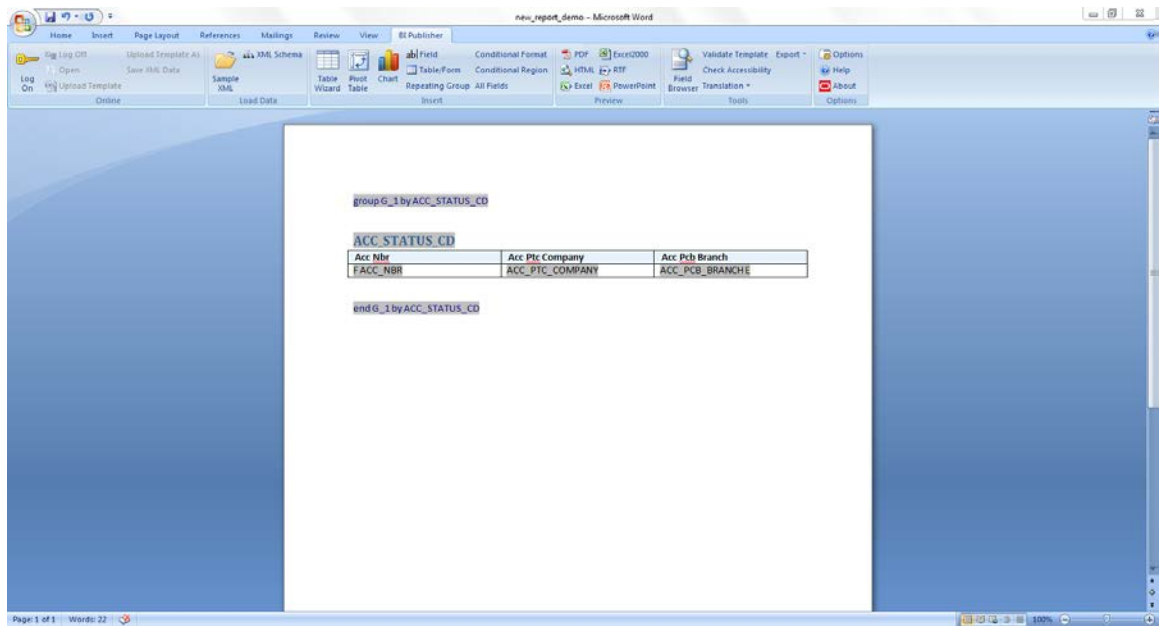 new_report_demo - Microsoft Word
Home Insert Page Layout References Mailings Review View BI Publisher
Log On
Log Off
Open
Upload Template
Upload Template As
Save XML Data
Online
Sample XML
XML Schema
Load Data
Table Wizard
Pivot Table
Chart
Field
Table/Form
Repeating Group
Conditional Format
Conditional Region
All Fields
Insert
PDF
HTML
Excel
Excel2000
RTF
PowerPoint
Preview
Field Browser
Validate Template
Check Accessibility
Translation
Export
Tools
Options
Help
About
Options
group G_1 by ACC_STATUS_CD
ACC_STATUS_CD
Acc Nbr Acc Ptc Company Acc Pcb Branch
FACC_NBR ACC_PTC_COMPANY ACC_PCB_BRANCHE
end G_1 by ACC_STATUS_CD
Page: 1 of 1 Words: 22 100%